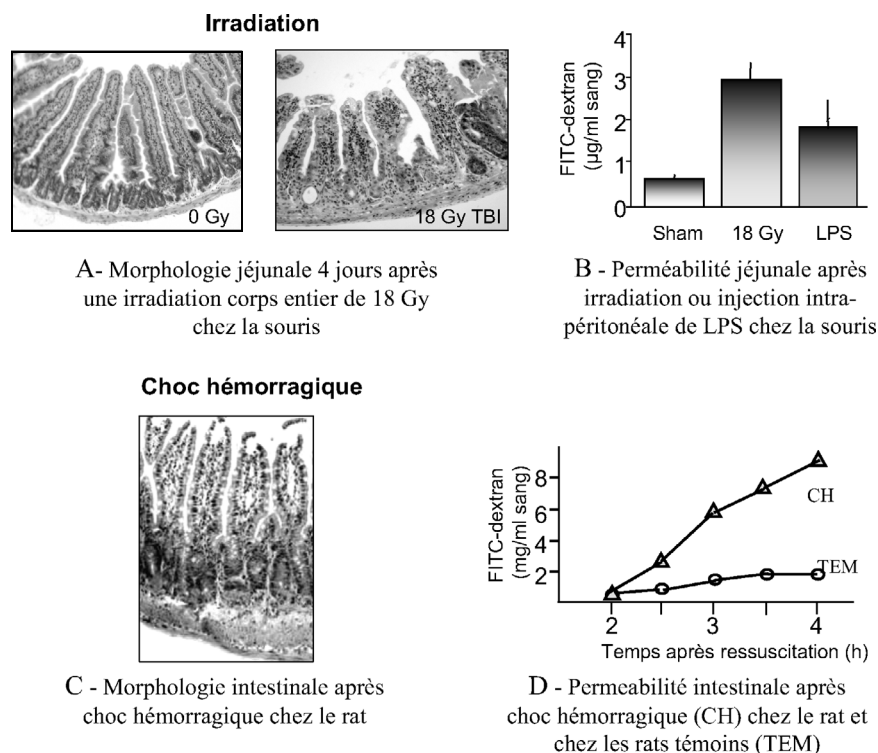 Irradiation
0 Gy
18 Gy TBI
A- Morphologie jéjunale 4 jours après
une irradiation corps entier de 18 Gy
chez la souris
FITC-dextran
(µg/ml sang)
4
3
2
1
0
Sham 18 Gy LPS
B - Perméabilité jéjunale après
irradiation ou injection intra-
péritonéale de LPS chez la souris
Choc hémorragique
C - Morphologie intestinale après
choc hémorragique chez le rat
FITC-dextran
(mg/ml sang)
8
6
4
2
CH
TEM
2 3 4
Temps après ressuscitation (h)
D - Permeabilité intestinale après
choc hémorragique (CH) chez le rat et
chez les rats témoins (TEM)